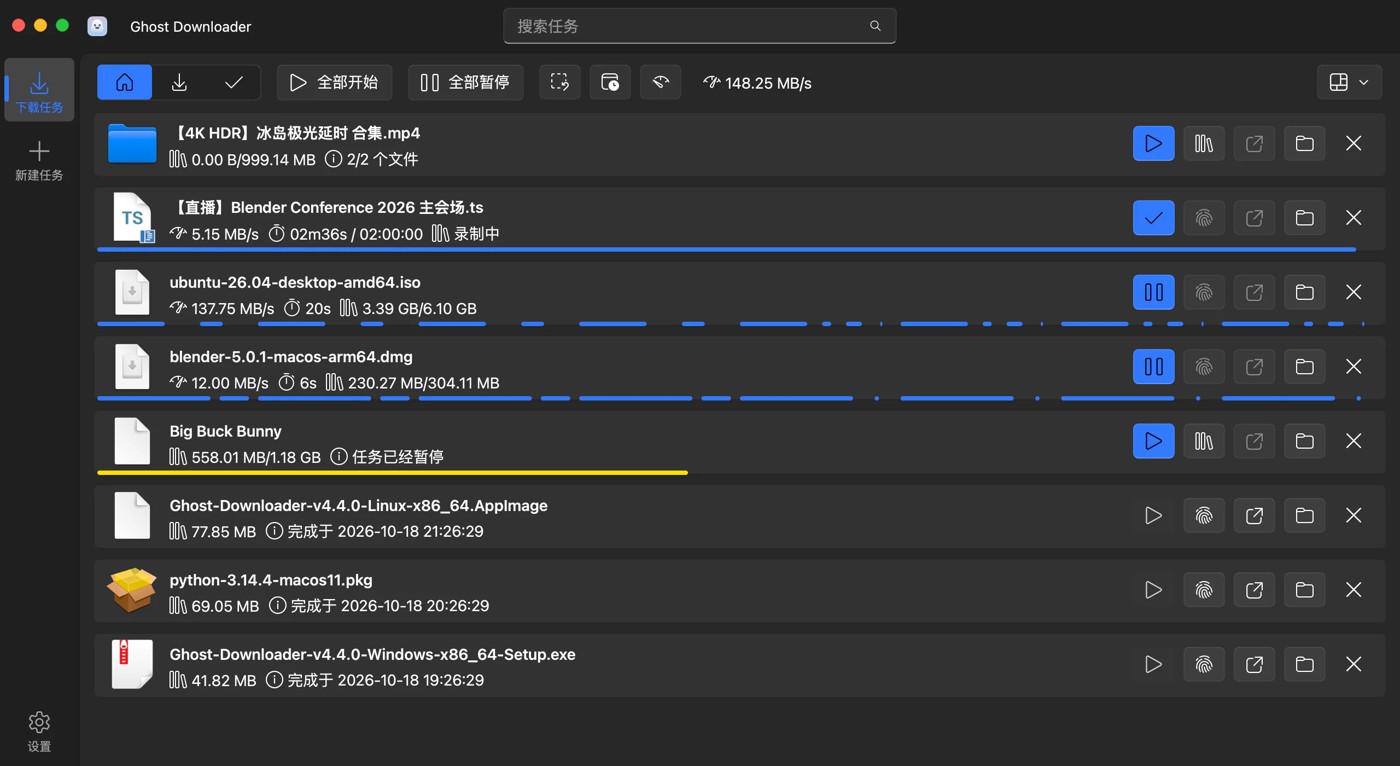 Ghost Downloader
搜索任务
下载任务
新建任务
设置
全部开始
全部暂停
148.25 MB/s
【4K HDR】冰岛极光延时 合集.mp4
0.00 B/999.14 MB 2/2 个文件
TS
【直播】Blender Conference 2026 主会场.ts
5.15 MB/s 02m36s / 02:00:00 录制中
ubuntu-26.04-desktop-amd64.iso
137.75 MB/s 20s 3.39 GB/6.10 GB
blender-5.0.1-macos-arm64.dmg
12.00 MB/s 6s 230.27 MB/304.11 MB
Big Buck Bunny
558.01 MB/1.18 GB 任务已经暂停
Ghost-Downloader-v4.4.0-Linux-x86_64.AppImage
77.85 MB 完成于 2026-10-18 21:26:29
python-3.14.4-macos11.pkg
69.05 MB 完成于 2026-10-18 20:26:29
Ghost-Downloader-v4.4.0-Windows-x86_64-Setup.exe
41.82 MB 完成于 2026-10-18 19:26:29